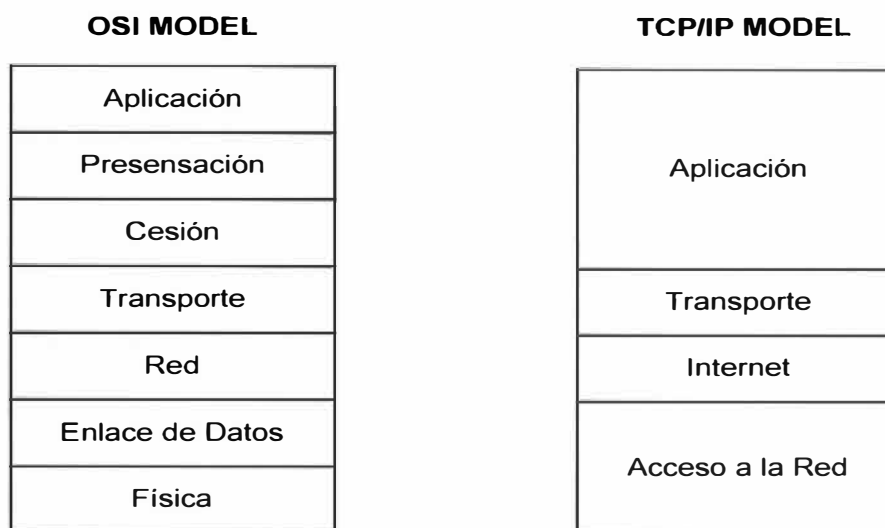 OSI MODEL
Aplicación
Presensación
Cesión
Transporte
Red
Enlace de Datos
Física
TCP/IP MODEL
Aplicación
Transporte
Internet
Acceso a la Red